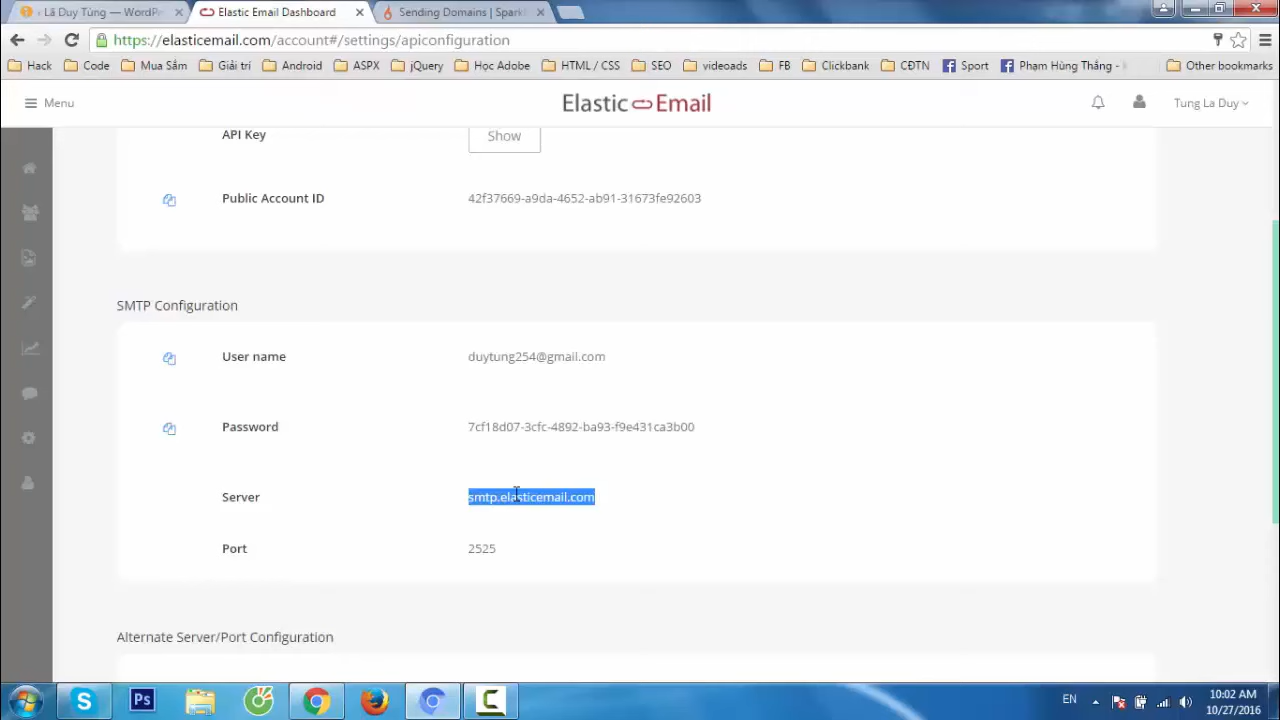 Lã Duy Tùng — WordPr
Elastic Email Dashboard
Sending Domains | Spark
https://elasticemail.com/account#/settings/apiconfiguration
Hack Code Mua Sắm Giải trí Android ASPX jQuery Học Adobe HTML / CSS SEO videoads FB Clickbank CĐTN Sport Phạm Hùng Thắng - Other bookmarks
Menu
Elastic Email
Tung La Duy
API Key
Show
Public Account ID
42f37669-a9da-4652-ab91-31673fe92603
SMTP Configuration
User name
duytung254@gmail.com
Password
7cf18d07-3cfc-4892-ba93-f9e431ca3b00
Server
smtp.elasticemail.com
Port
2525
Alternate Server/Port Configuration
EN
10:02 AM
10/27/2016